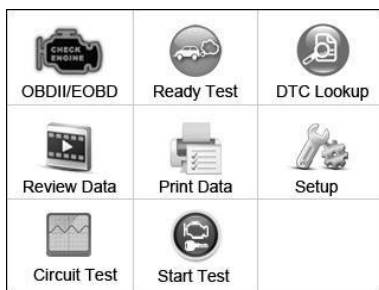 CHECK
ENGINE
OBDII/EOBD
Ready Test
DTC Lookup
Review Data
Print Data
Setup
Circuit Test
Start Test